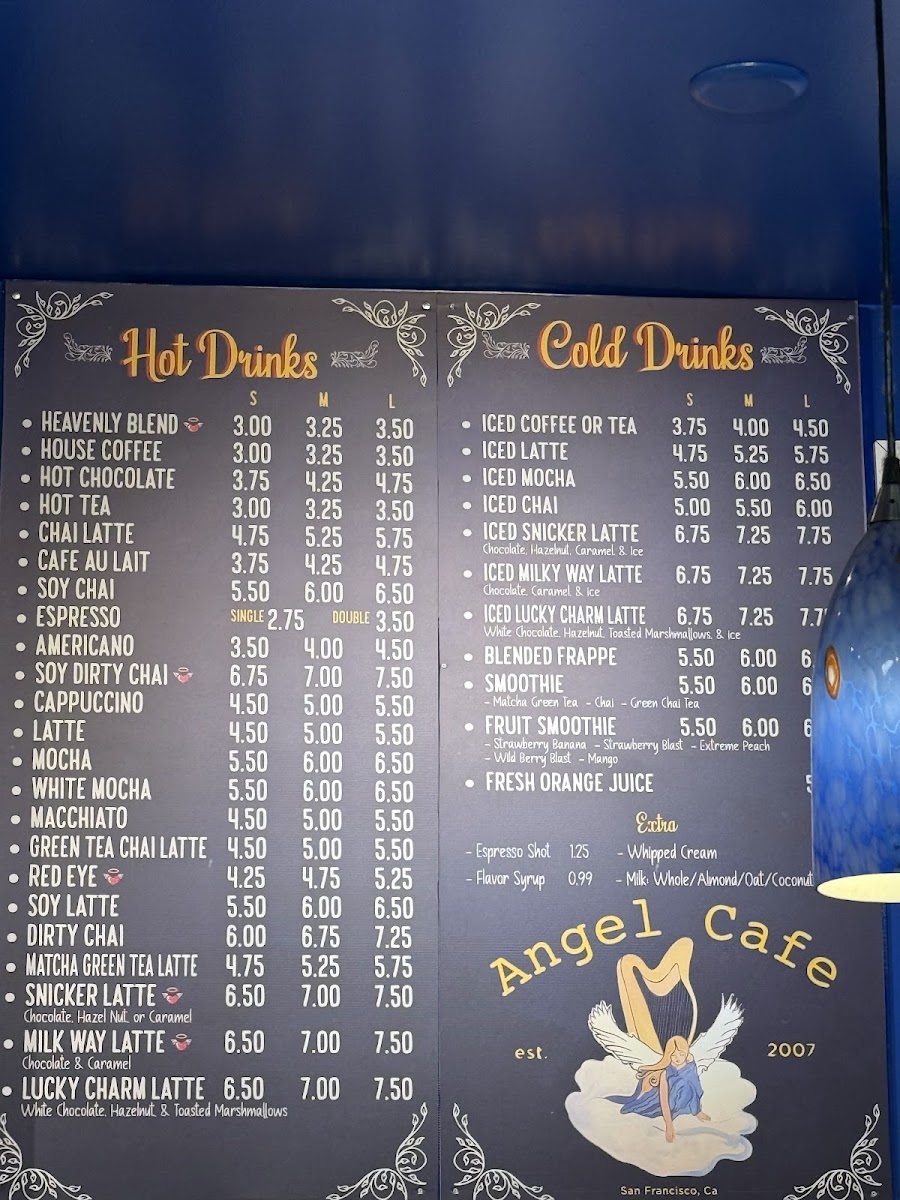 Hot Drinks
S M L
• HEAVENLY BLEND 3.00 3.25 3.50
• HOUSE COFFEE 3.00 3.25 3.50
• HOT CHOCOLATE 3.75 4.25 4.75
• HOT TEA 3.00 3.25 3.50
• CHAI LATTE 4.75 5.25 5.75
• CAFE AU LAIT 3.75 4.25 4.75
• SOY CHAI 5.50 6.00 6.50
• ESPRESSO SINGLE 2.75 DOUBLE 3.50
• AMERICANO 3.50 4.00 4.50
• SOY DIRTY CHAI 6.75 7.00 7.50
• CAPPUCCINO 4.50 5.00 5.50
• LATTE 4.50 5.00 5.50
• MOCHA 5.50 6.00 6.50
• WHITE MOCHA 5.50 6.00 6.50
• MACCHIATO 4.50 5.00 5.50
• GREEN TEA CHAI LATTE 4.50 5.00 5.50
• RED EYE 4.25 4.75 5.25
• SOY LATTE 5.50 6.00 6.50
• DIRTY CHAI 6.00 6.75 7.25
• MATCHA GREEN TEA LATTE 4.75 5.25 5.75
• SNICKER LATTE 6.50 7.00 7.50
Chocolate, Hazel Nut, or Caramel
• MILK WAY LATTE 6.50 7.00 7.50
Chocolate & Caramel
• LUCKY CHARM LATTE 6.50 7.00 7.50
White Chocolate, Hazelnut, & Toasted Marshmallows
Cold Drinks
S M L
• ICED COFFEE OR TEA 3.75 4.00 4.50
• ICED LATTE 4.75 5.25 5.75
• ICED MOCHA 5.50 6.00 6.50
• ICED CHAI 5.00 5.50 6.00
• ICED SNICKER LATTE 6.75 7.25 7.75
Chocolate, Hazelnut, Caramel, & Ice
• ICED MILKY WAY LATTE 6.75 7.25 7.75
Chocolate, Caramel & ice
• ICED LUCKY CHARM LATTE 6.75 7.25
White Chocolate, Hazelnut, Toasted Marshmallows, & ice
• BLENDED FRAPPE 5.50 6.00
• SMOOTHIE 5.50 6.00
- Matcha Green Tea - Chai - Green Chai Tea
• FRUIT SMOOTHIE 5.50 6.00
- Strawberry Banana - Strawberry Blast - Extreme Peach
- Wild Berry Blast - Mango
• FRESH ORANGE JUICE
Extra
- Espresso Shot 1.25 - Whipped Cream
- Flavor Syrup 0.99 - Milk: Whole/Almond/Oat/Coconut
Angel Cafe
est. 2007
San Francisco, Ca